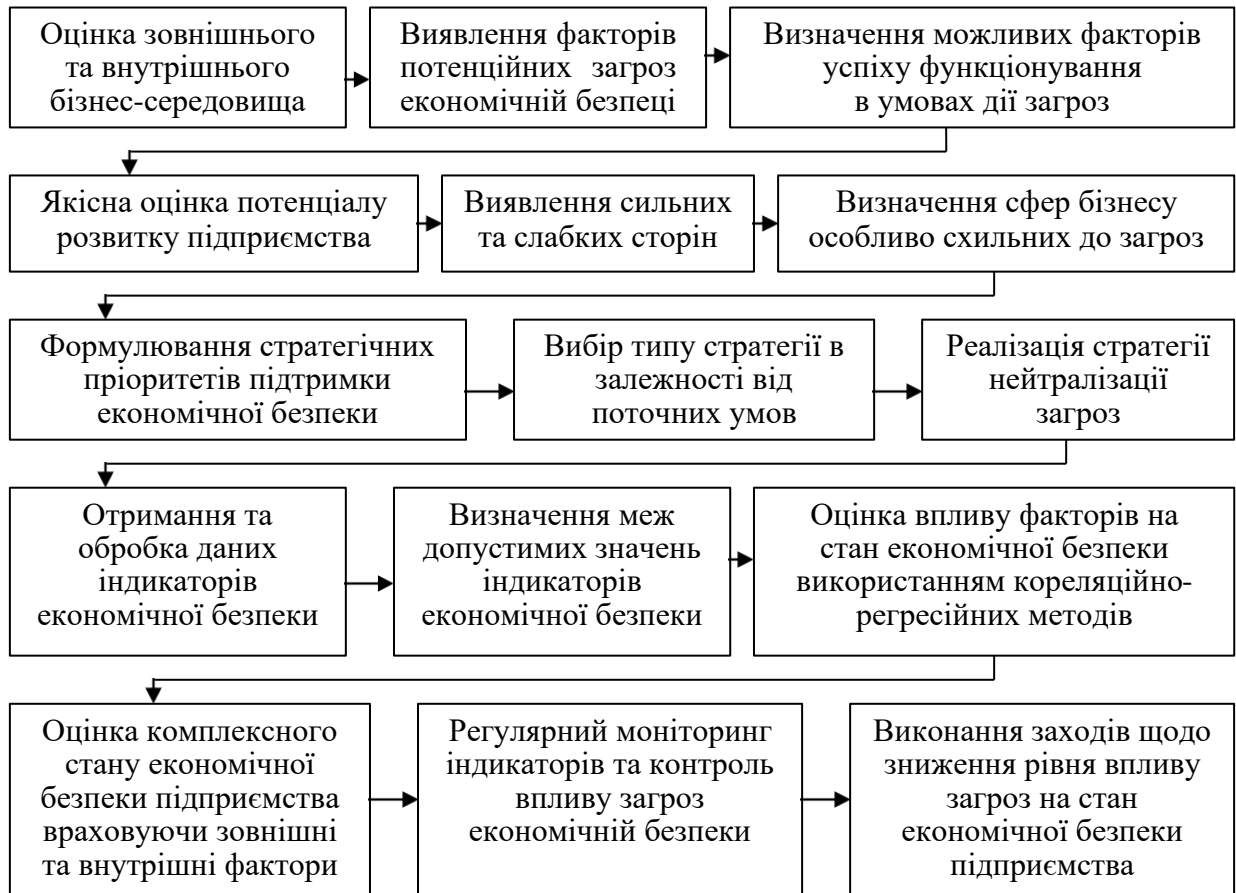 Оцінка зовнішнього
та внутрішнього
бізнес-середовища
Виявлення факторів
потенційних загроз
економічній безпеці
Визначення можливих факторів
успіху функціонування
в умовах дії загроз
Якісна оцінка потенціалу
розвитку підприємства
Виявлення сильних
та слабких сторін
Визначення сфер бізнесу
особливо схильних до загроз
Формулювання стратегічних
пріоритетів підтримки
економічної безпеки
Вибір типу стратегії в
залежності від
поточних умов
Реалізація стратегії
нейтралізації
загроз
Отримання та
обробка даних
індикаторів
економічної безпеки
Визначення меж
допустимих значень
індикаторів
економічної безпеки
Оцінка впливу факторів на
стан економічної безпеки
використанням кореляційно-
регресійних методів
Оцінка комплексного
стану економічної
безпеки підприємства
враховуючи зовнішні
та внутрішні фактори
Регулярний моніторинг
індикаторів та контроль
впливу загроз
економічній безпеки
Виконання заходів щодо
зниження рівня впливу
загроз на стан
економічної безпеки
підприємства